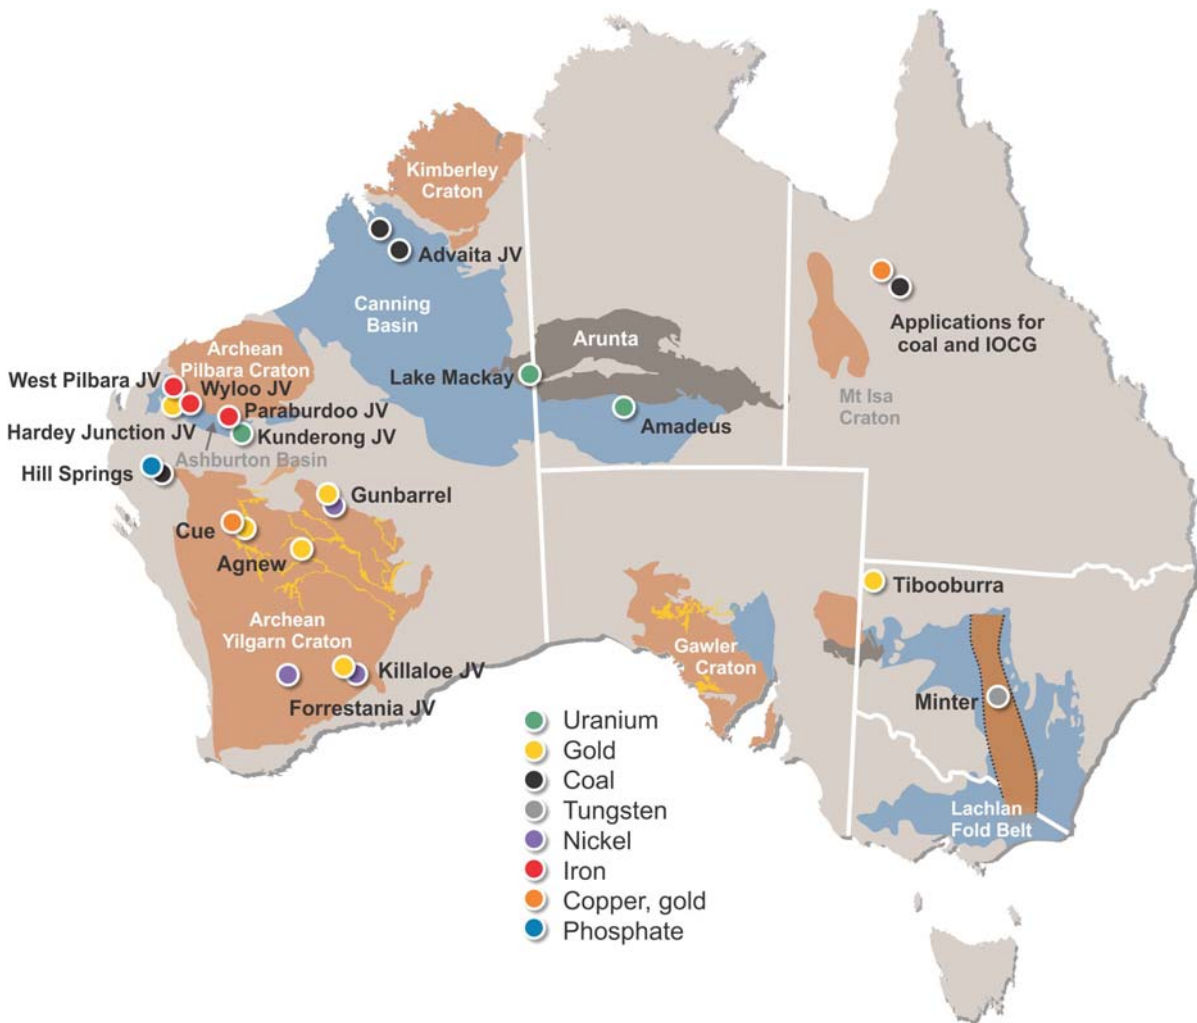 Kimberley
Craton
Advaita JV
Canning
Basin
Applications for
coal and IOCG
Arunta
Archean
Pilbara Craton
West Pilbara JV
Wyloo JV
Lake Mackay
Mt Isa
Craton
Paraburdoo JV
Hardey Junction JV
Kunderong JV
Amadeus
Ashburton Basin
Hill Springs
Gunbarrel
Cue
Agnew
Tibooburra
Archean
Yilgarn Craton
Gawler
Craton
Killaloe JV
Forrestania JV
Minter
Uranium
Gold
Coal
Tungsten
Nickel
Iron
Copper, gold
Phosphate
Lachlan
Fold Belt